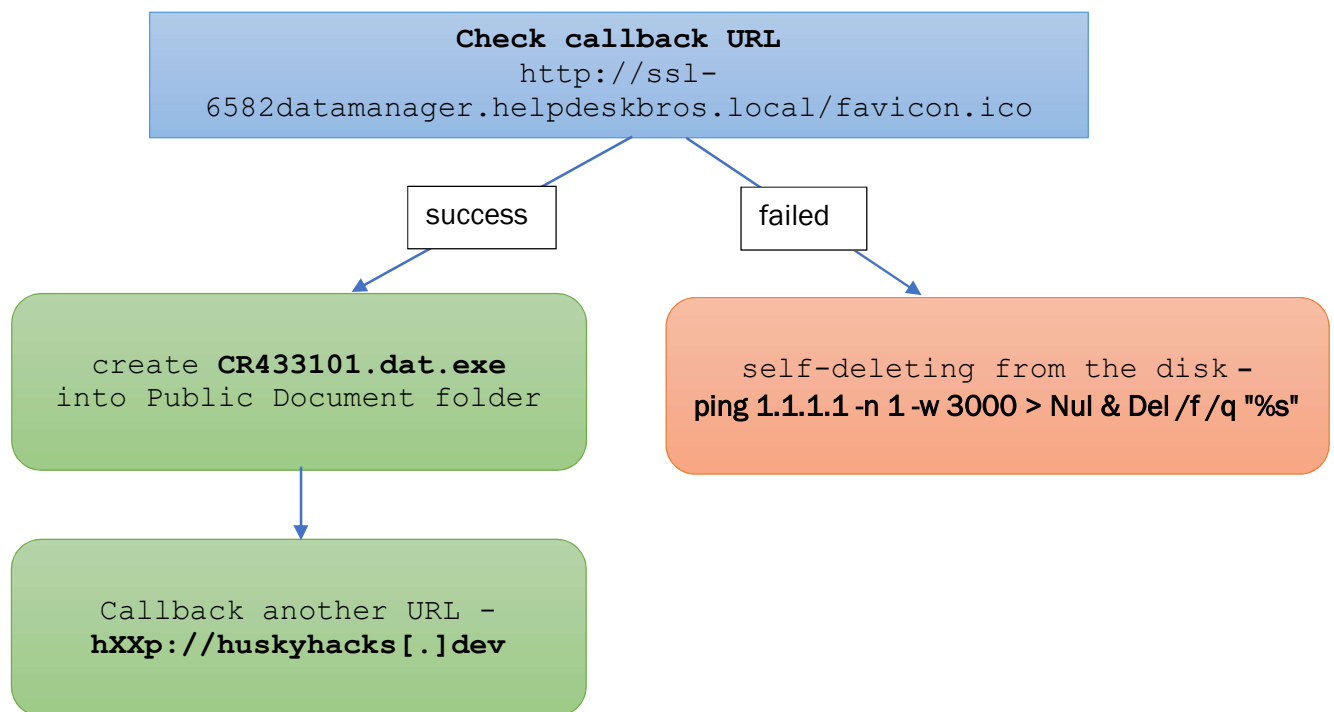 Check callback URL
http://ssl-
6582datamanager.helpdeskbros.local/favicon.ico
success
failed
create CR433101.dat.exe
into Public Document folder
self-deleting from the disk –
ping 1.1.1.1 -n 1 -w 3000 > Nul & Del /f /q "%s"
Callback another URL -
hXXp://huskyhacks[.]dev